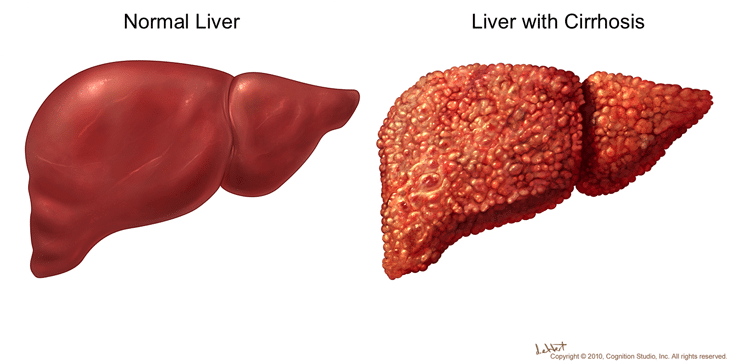 Normal Liver
Liver with Cirrhosis
Copyright © 2010, Cognition Studio, Inc. All rights reserved.